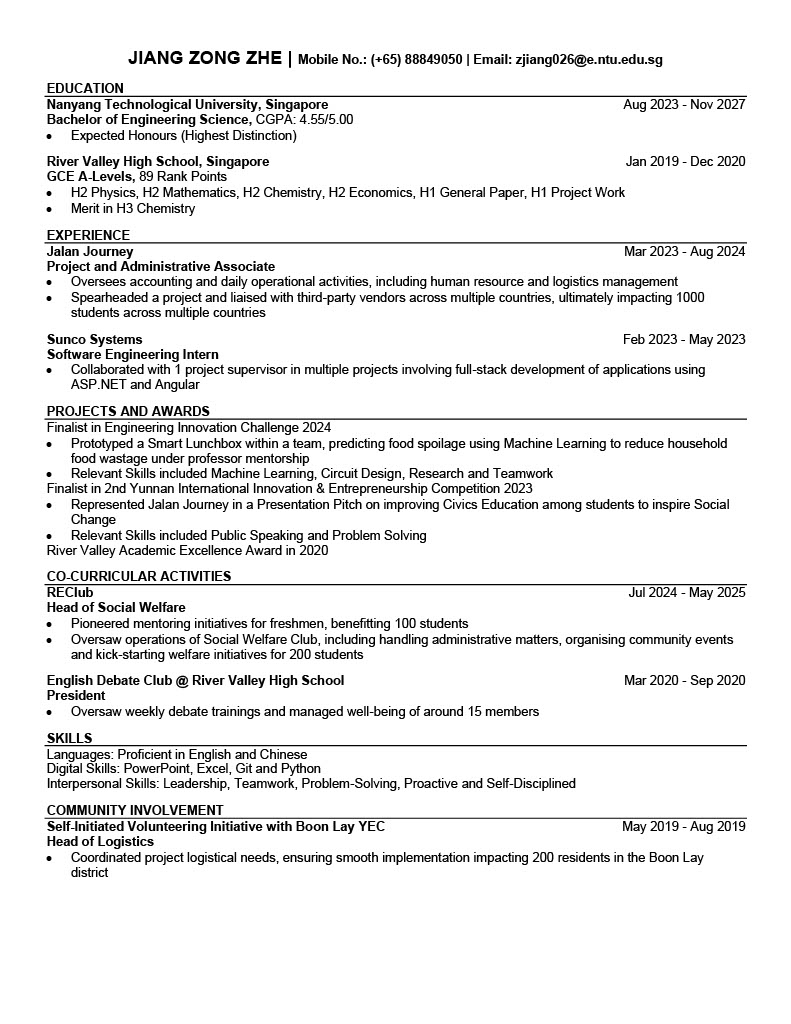 JIANG ZONG ZHE | Mobile No.: (+65) 88849050 | Email: zjiang026@e.ntu.edu.sg
EDUCATION
Nanyang Technological University, Singapore Aug 2023 - Nov 2027
Bachelor of Engineering Science, CGPA: 4.55/5.00
• Expected Honours (Highest Distinction)
River Valley High School, Singapore Jan 2019 - Dec 2020
GCE A-Levels, 89 Rank Points
• H2 Physics, H2 Mathematics, H2 Chemistry, H2 Economics, H1 General Paper, H1 Project Work
• Merit in H3 Chemistry
EXPERIENCE
Jalan Journey Mar 2023 - Aug 2024
Project and Administrative Associate
• Oversees accounting and daily operational activities, including human resource and logistics management
• Spearheaded a project and liaised with third-party vendors across multiple countries, ultimately impacting 1000
students across multiple countries
Sunco Systems Feb 2023 - May 2023
Software Engineering Intern
• Collaborated with 1 project supervisor in multiple projects involving full-stack development of applications using
ASP.NET and Angular
PROJECTS AND AWARDS
Finalist in Engineering Innovation Challenge 2024
• Prototyped a Smart Lunchbox within a team, predicting food spoilage using Machine Learning to reduce household
food wastage under professor mentorship
• Relevant Skills included Machine Learning, Circuit Design, Research and Teamwork
Finalist in 2nd Yunnan International Innovation & Entrepreneurship Competition 2023
• Represented Jalan Journey in a Presentation Pitch on improving Civics Education among students to inspire Social
Change
• Relevant Skills included Public Speaking and Problem Solving
River Valley Academic Excellence Award in 2020
CO-CURRICULAR ACTIVITIES
REClub Jul 2024 - May 2025
Head of Social Welfare
• Pioneered mentoring initiatives for freshmen, benefitting 100 students
• Oversaw operations of Social Welfare Club, including handling administrative matters, organising community events
and kick-starting welfare initiatives for 200 students
English Debate Club @ River Valley High School Mar 2020 - Sep 2020
President
• Oversaw weekly debate trainings and managed well-being of around 15 members
SKILLS
Languages: Proficient in English and Chinese
Digital Skills: PowerPoint, Excel, Git and Python
Interpersonal Skills: Leadership, Teamwork, Problem-Solving, Proactive and Self-Disciplined
COMMUNITY INVOLVEMENT
Self-Initiated Volunteering Initiative with Boon Lay YEC May 2019 - Aug 2019
Head of Logistics
• Coordinated project logistical needs, ensuring smooth implementation impacting 200 residents in the Boon Lay
district